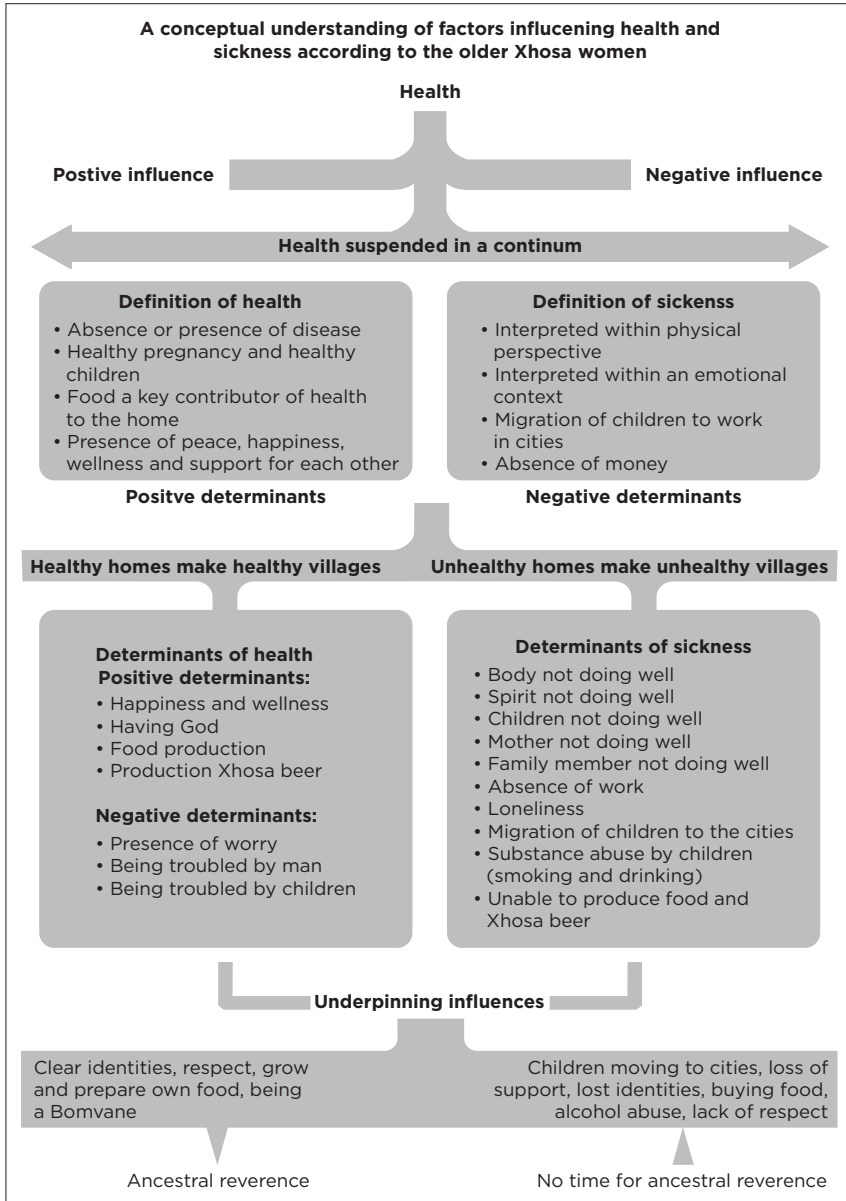 A conceptual understanding of factors influcening health and
sickness according to the older Xhosa women
Health
Postive influence
Negative influence
Health suspended in a continum
Definition of health
• Absence or presence of disease
• Healthy pregnancy and healthy
children
• Food a key contributor of health
to the home
• Presence of peace, happiness,
wellness and support for each other
Definition of sickenss
• Interpreted within physical
perspective
• Interpreted within an emotional
context
• Migration of children to work
in cities
• Absence of money
Positve determinants
Negative determinants
Healthy homes make healthy villages
Unhealthy homes make unhealthy villages
Determinants of health
Positive determinants:
• Happiness and wellness
• Having God
• Food production
• Production Xhosa beer
Negative determinants:
• Presence of worry
• Being troubled by man
• Being troubled by children
Determinants of sickness
• Body not doing well
• Spirit not doing well
• Children not doing well
• Mother not doing well
• Family member not doing well
• Absence of work
• Loneliness
• Migration of children to the cities
• Substance abuse by children
(smoking and drinking)
• Unable to produce food and
Xhosa beer
Underpinning influences
Clear identities, respect, grow
and prepare own food, being
a Bomvane
Children moving to cities, loss of
support, lost identities, buying food,
alcohol abuse, lack of respect
Ancestral reverence
No time for ancestral reverence